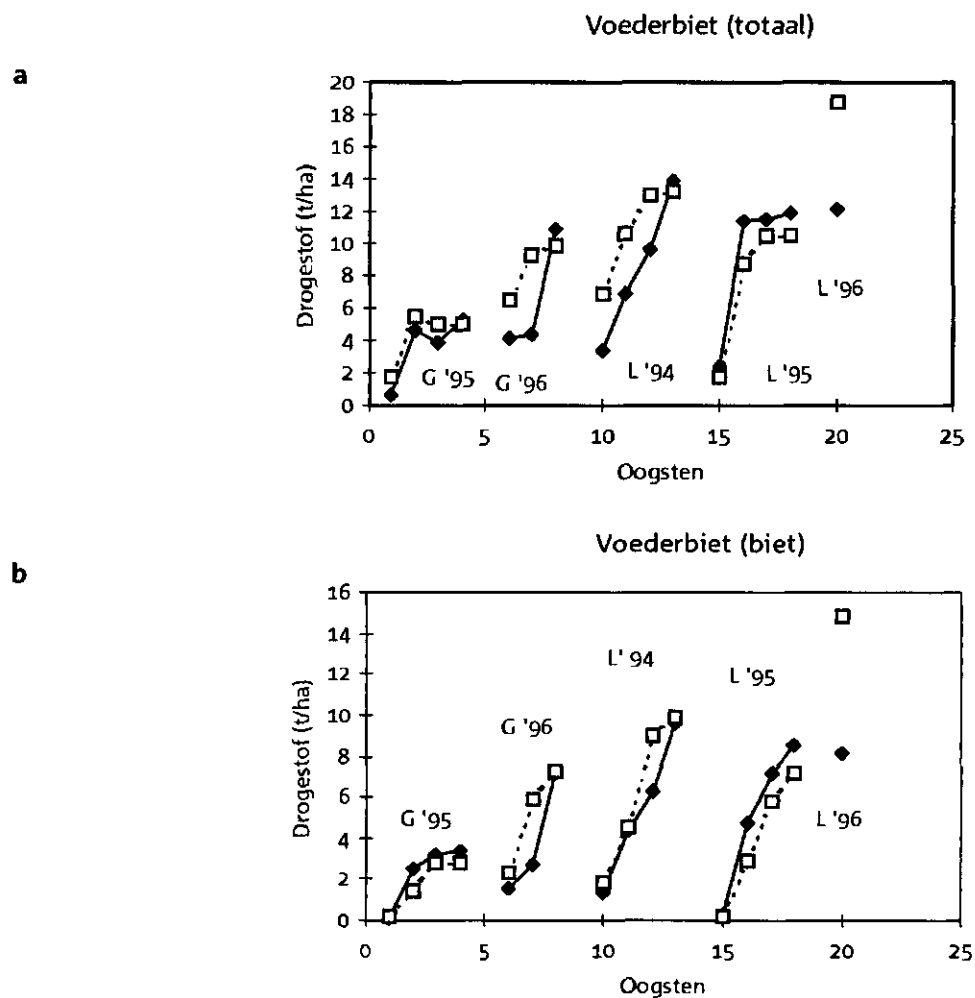 Voederbiet (totaal)
a
20
18
16
14
12
10
8
6
4
2
0
Drogestof (t/ha)
G '95
G '96
L '94
L '95
L '96
0 5 10 15 20 25
Oogsten
Voederbiet (biet)
b
16
14
12
10
8
6
4
2
0
Drogestof (t/ha)
G '95
G '96
L' 94
L '95
L '96
0 5 10 15 20 25
Oogsten